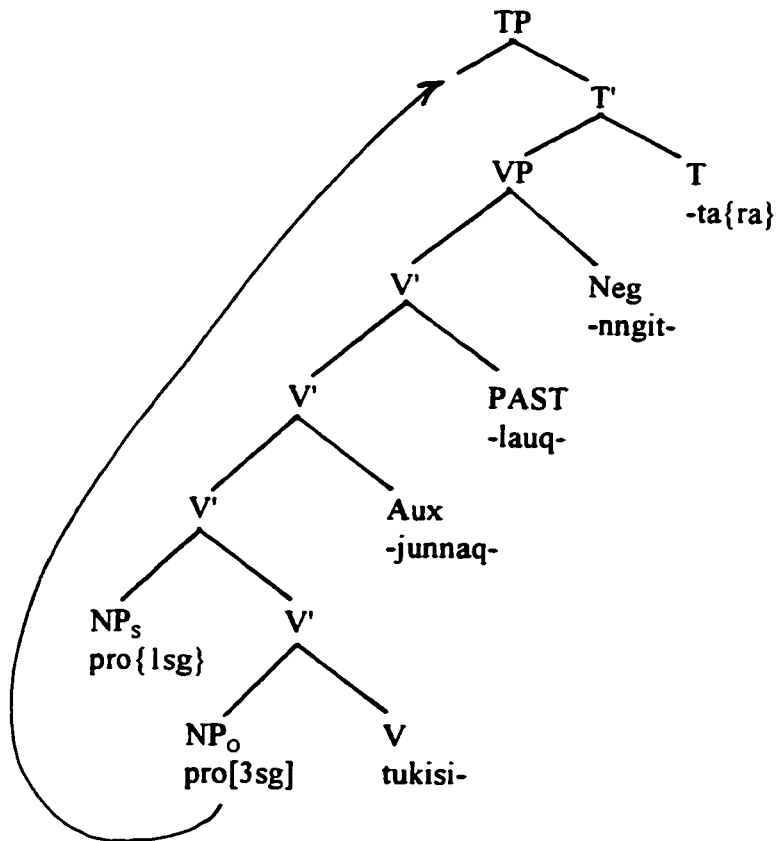 TP
T'
VP
T
-ta{ra}
V'
Neg
-nngit-
V'
PAST
-lauq-
V'
Aux
-junnaq-
NPs
pro{1sg}
V'
NPo
pro[3sg]
V
tukisi-